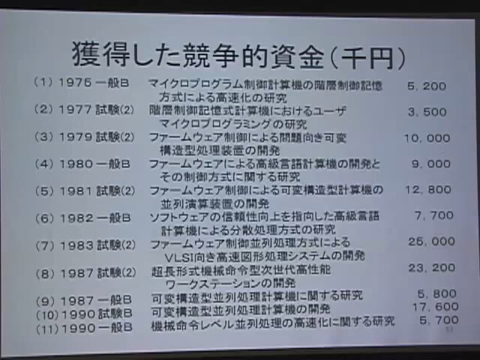 獲得した競争的資金(千円)
(1) 1975 一般B マイクロプログラム制御計算機の階層制御記憶 5,200
方式による高速化の研究
(2) 1977 試験(2) 階層制御記憶式計算機におけるユーザ 3,500
マイクロプログラミングの研究
(3) 1979 試験(2) ファームウェア制御による問題向き可変 10,000
構造型処理装置の開発
(4) 1980 一般B ファームウェアによる高級言語計算機の開発と 9,000
その制御方式に関する研究
(5) 1981 試験(2) ファームウェア制御による可変構造型計算機の 12,800
並列演算装置の開発
(6) 1982 一般B ソフトウェアの信頼性向上を指向した高級言語 7,700
計算機による分散処理方式の研究
(7) 1983 試験(2) ファームウェア制御並列処理方式による 25,000
VLSI向き高速図形処理システムの開発
(8) 1987 試験(2) 超長形式機械命令型次世代高性能 23,200
ワークステーションの開発
(9) 1987 一般B 可変構造型並列処理計算機に関する研究 5,800
(10) 1990 試験(2) 可変構造型並列処理計算機の開発 17,600
(11) 1990 一般B 機械命令レベル並列処理の高速化に関する研究 5,700